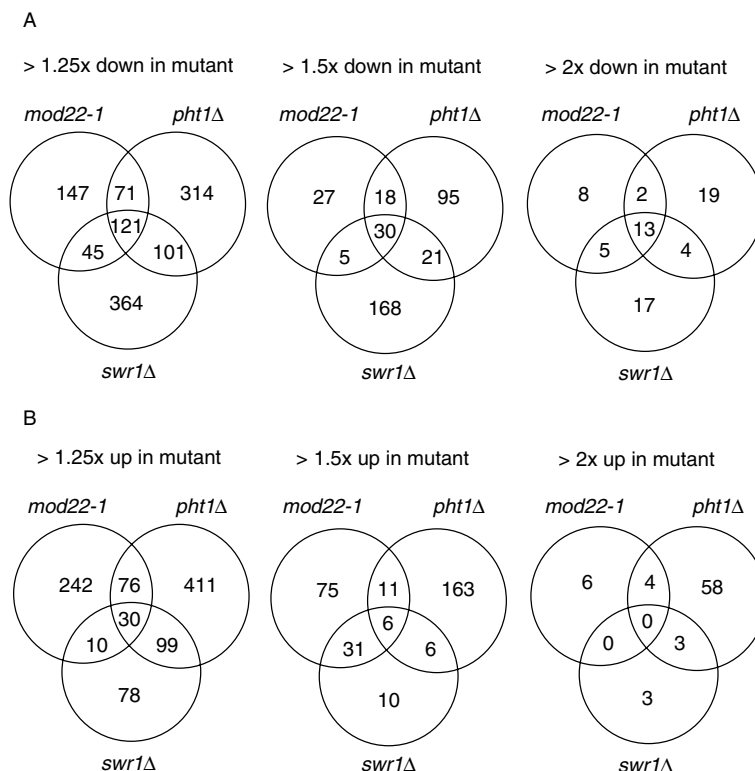 A
> 1.25x down in mutant
> 1.5x down in mutant
> 2x down in mutant
mod22-1
pht1Δ
mod22-1
pht1Δ
mod22-1
pht1Δ
147
71
314
121
45
101
364
swr1Δ
27
18
95
30
5
21
168
swr1Δ
8
2
19
13
5
4
17
swr1Δ
B
> 1.25x up in mutant
> 1.5x up in mutant
> 2x up in mutant
mod22-1
pht1Δ
mod22-1
pht1Δ
mod22-1
pht1Δ
242
76
411
30
10
99
78
swr1Δ
75
11
163
6
31
6
10
swr1Δ
6
4
58
0
0
3
3
swr1Δ